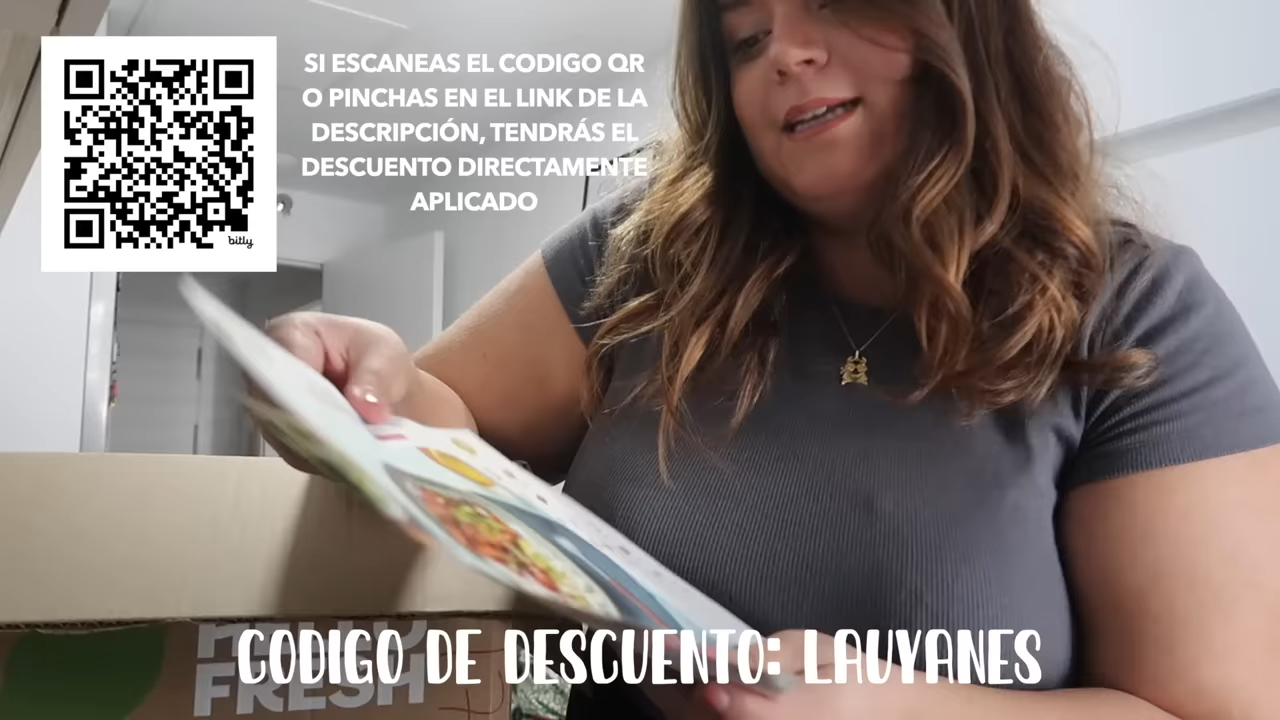 SI ESCANEAS EL CODIGO QR
O PINCHAS EN EL LINK DE LA
DESCRIPCIÓN, TENDRÁS EL
DESCUENTO DIRECTAMENTE
APLICADO
bitly
CODIGO DE DESCUENTO: LAUYANES
HELLO
FRESH